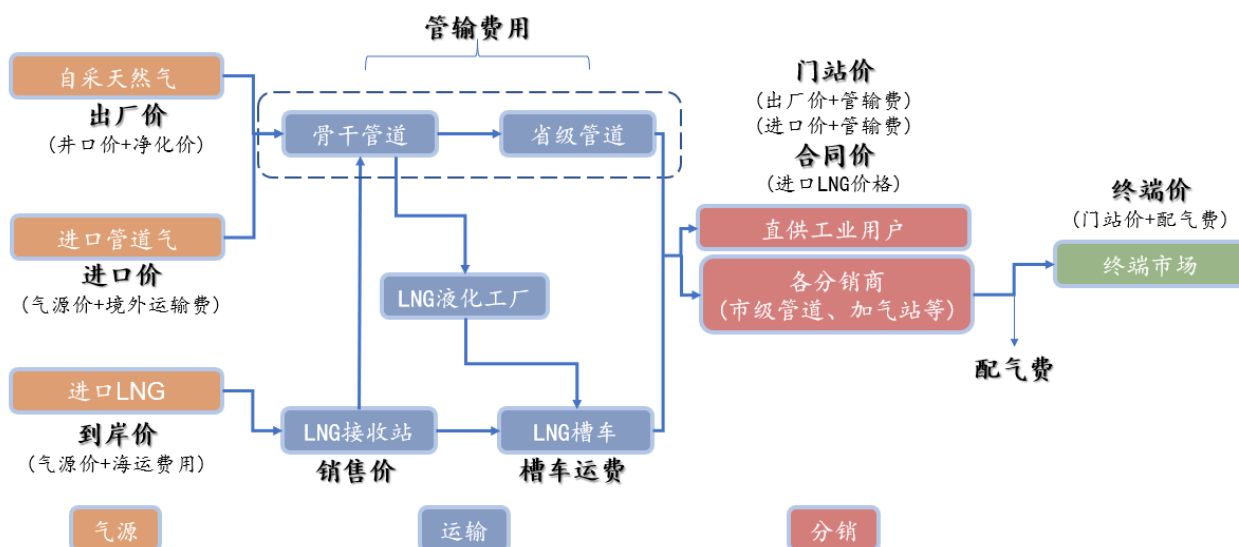 管输费用
自采天然气
出厂价
(井口价+净化价)
骨干管道
省级管道
门站价
(出厂价+管输费)
(进口价+管输费)
合同价
(进口LNG价格)
进口管道气
进口价
(气源价+境外运输费)
LNG液化工厂
直供工业用户
各分销商
(市级管道、加气站等)
终端价
(门站价+配气费)
终端市场
配气费
进口LNG
到岸价
(气源价+海运费用)
LNG接收站
销售价
LNG槽车
槽车运费
气源
运输
分销